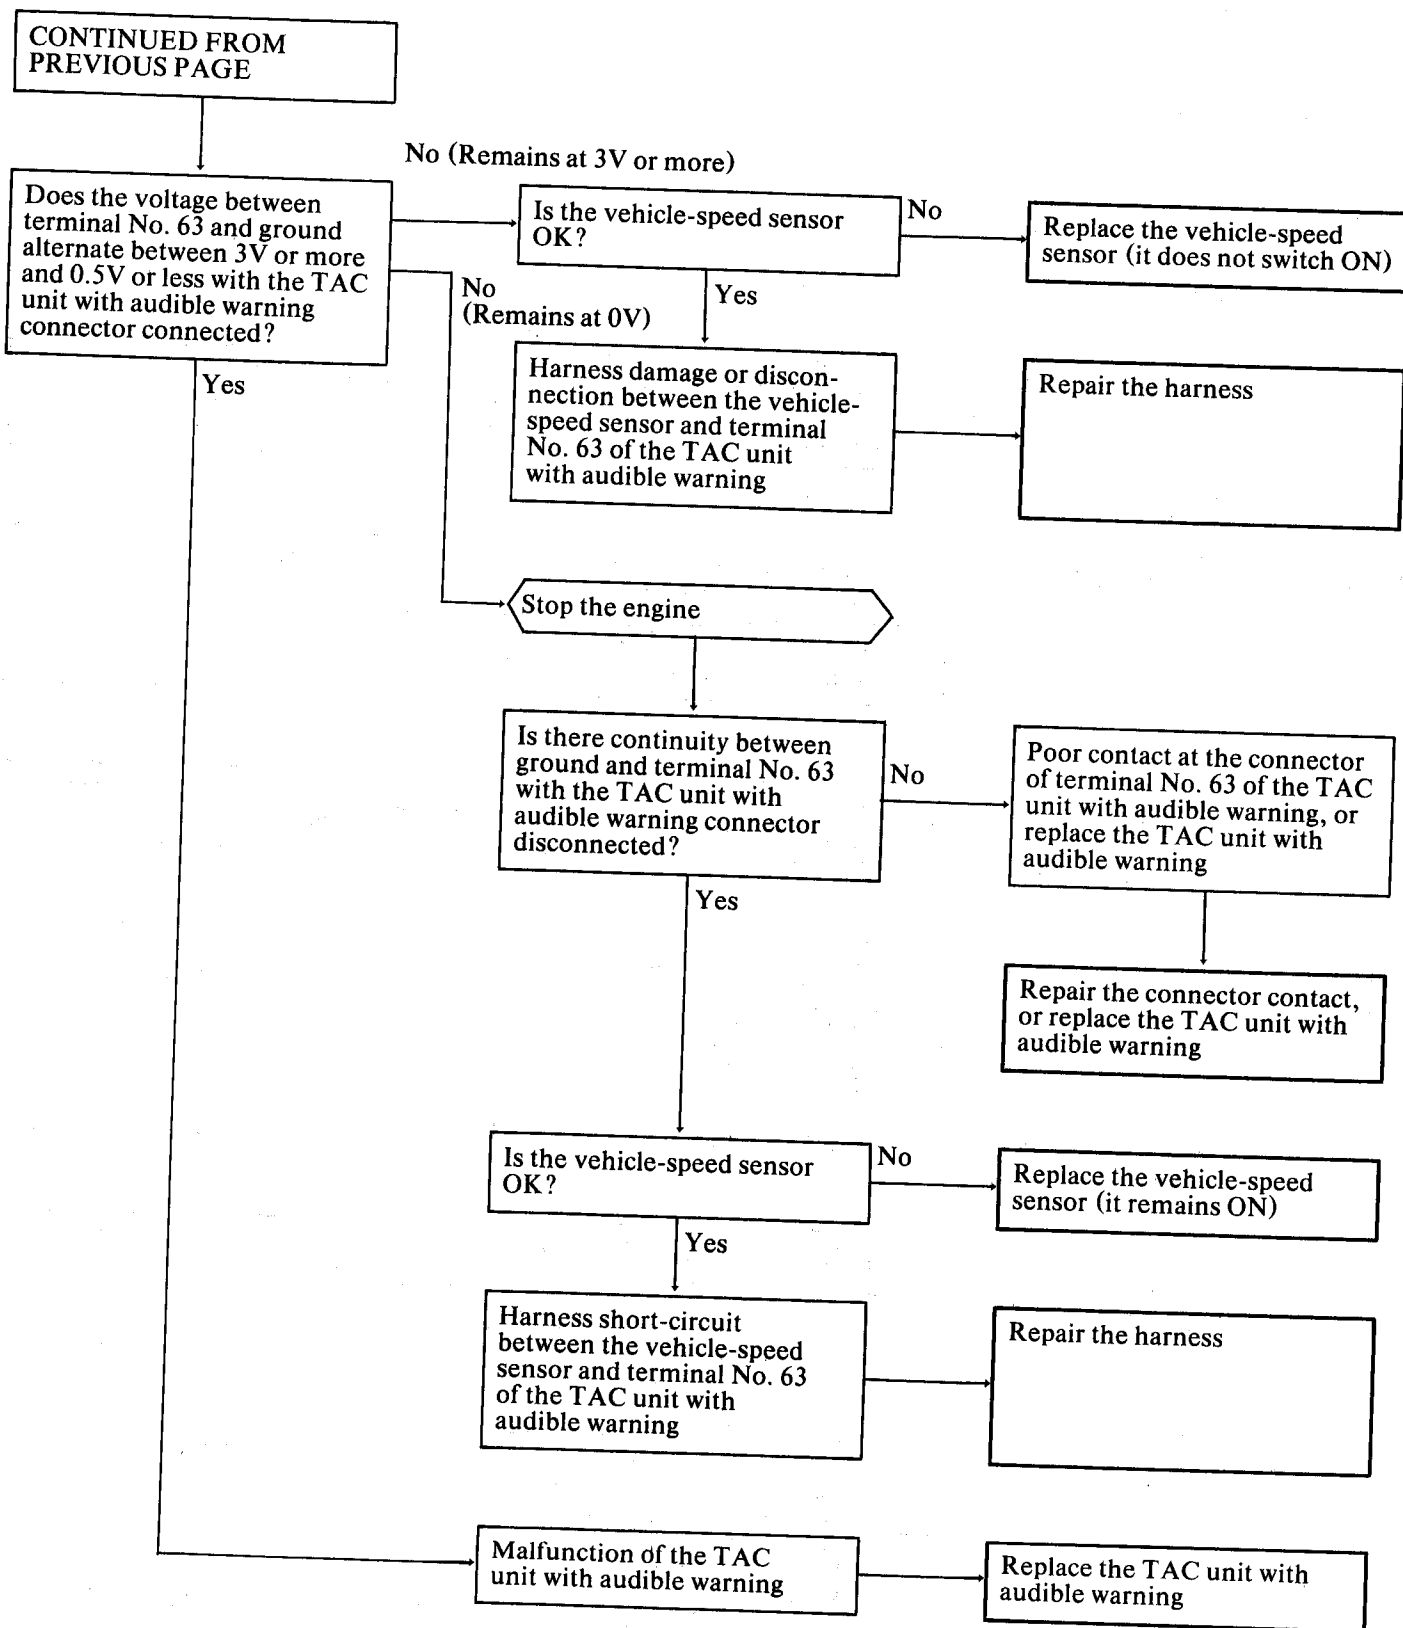 CONTINUED FROM
PREVIOUS PAGE
No (Remains at 3V or more)
Does the voltage between
terminal No. 63 and ground
alternate between 3V or more
and 0.5V or less with the TAC
unit with audible warning
connector connected?
Is the vehicle-speed sensor
OK?
No
Replace the vehicle-speed
sensor (it does not switch ON)
No
(Remains at 0V)
Yes
Yes
Harness damage or discon-
nection between the vehicle-
speed sensor and terminal
No. 63 of the TAC unit
with audible warning
Repair the harness
Stop the engine
Is there continuity between
ground and terminal No. 63
with the TAC unit with
audible warning connector
disconnected?
No
Poor contact at the connector
of terminal No. 63 of the TAC
unit with audible warning, or
replace the TAC unit with
audible warning
Yes
Repair the connector contact,
or replace the TAC unit with
audible warning
Is the vehicle-speed sensor
OK?
No
Replace the vehicle-speed
sensor (it remains ON)
Yes
Harness short-circuit
between the vehicle-speed
sensor and terminal No. 63
of the TAC unit with
audible warning
Repair the harness
Malfunction of the TAC
unit with audible warning
Replace the TAC unit with
audible warning